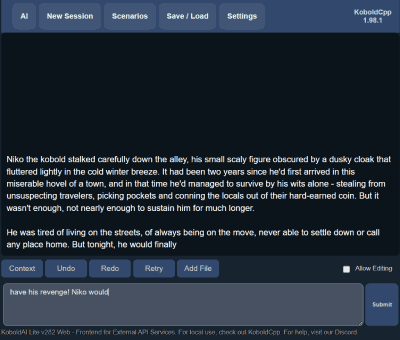 AI
New Session
Scenarios
Save / Load
Settings
KoboldCpp
1.98.1
Niko the kobold stalked carefully down the alley, his small scaly figure obscured by a dusky cloak that
fluttered lightly in the cold winter breeze. It had been two years since he'd first arrived in this
miserable hovel of a town, and in that time he'd managed to survive by his wits alone - stealing from
unsuspecting travelers, picking pockets and conning the locals out of their hard-earned coin. But it
wasn't enough, not nearly enough to sustain him for much longer.
He was tired of living on the streets, of always being on the move, never able to settle down or call
any place home. But tonight, he would finally
Context
Undo
Redo
Retry
Add File
Allow Editing
have his revenge! Niko would
Submit
KoboldAI Lite v282 Web - Frontend for External API Services. For local use, check out KoboldCpp. For help, visit our Discord.